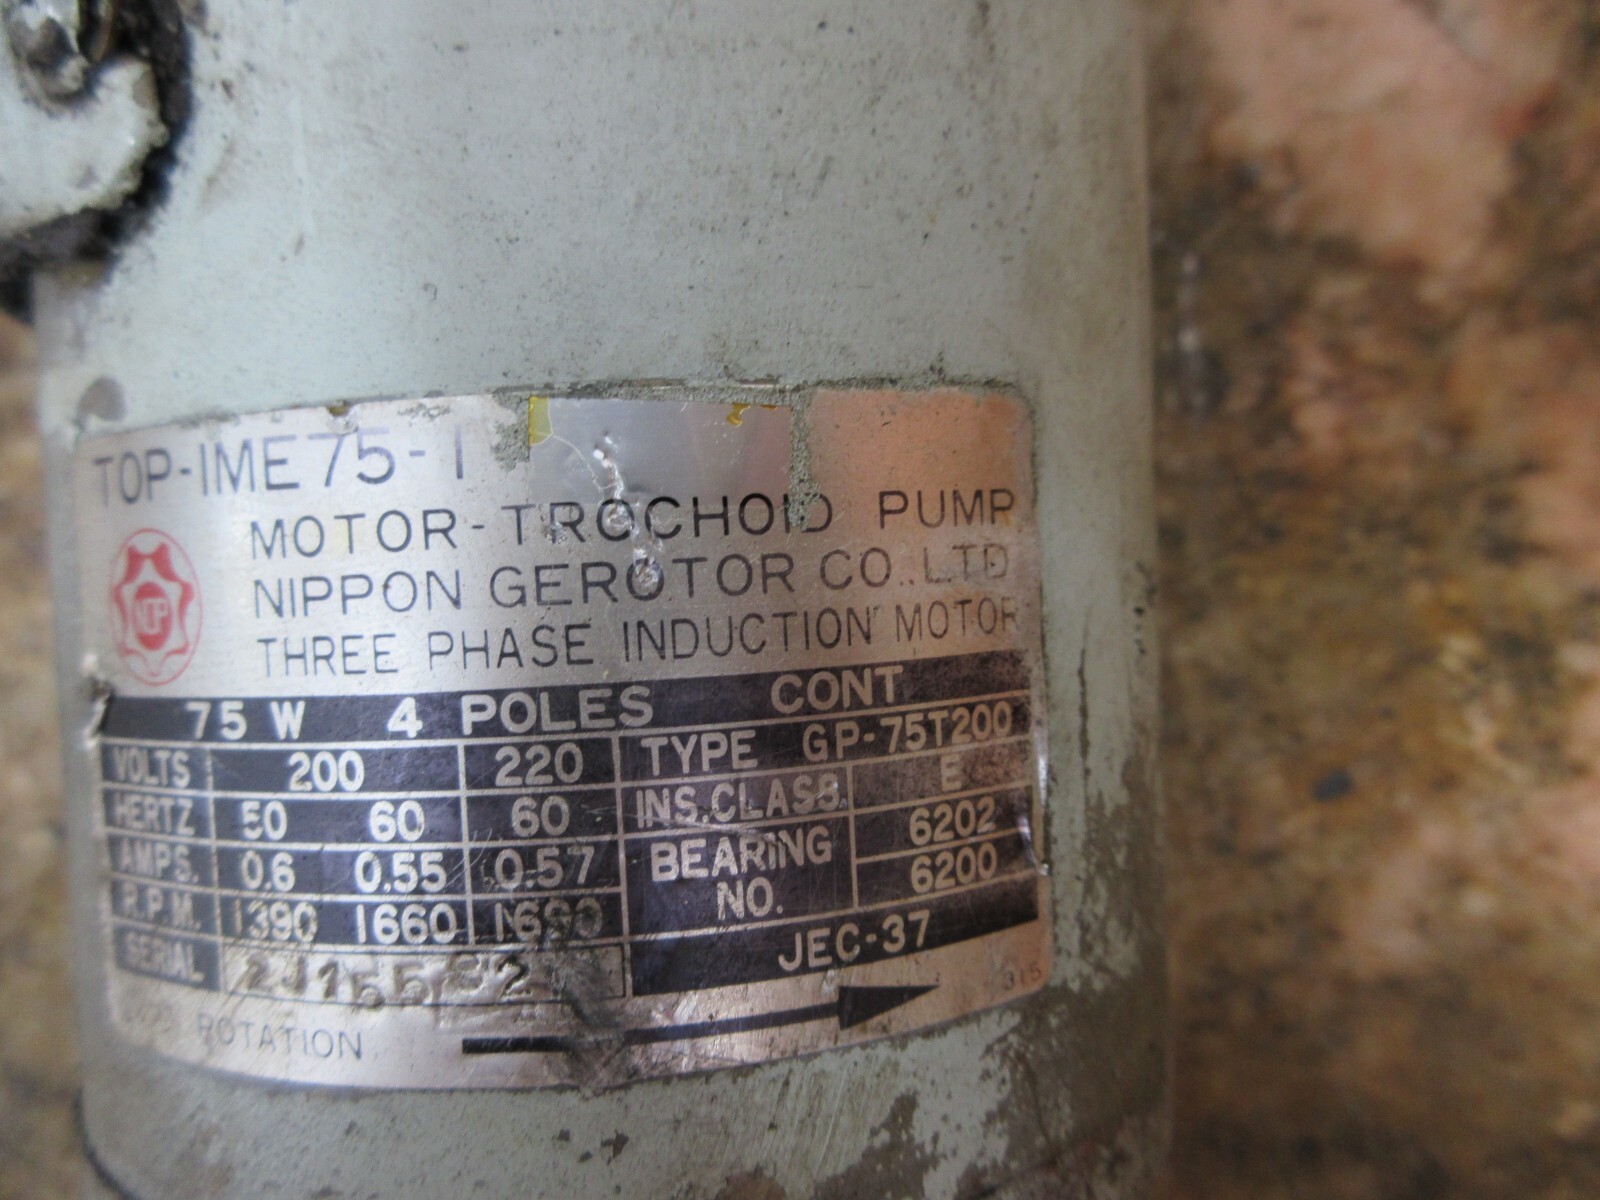 TOP-IME75-1
MOTOR-TROCHOID PUMP
NIPPON GEROTOR CO.,LTD
THREE PHASE INDUCTION MOTOR
NOP
75 W 4 POLES CONT
VOLTS 200 220 TYPE GP-75T200
HERTZ 50 60 60 INS.CLASS. E
AMPS. 0.6 0.55 0.57 BEARING NO. 6202 6200
R.P.M. 1390 1660 JEC-37
SERIAL
ROTATION
315